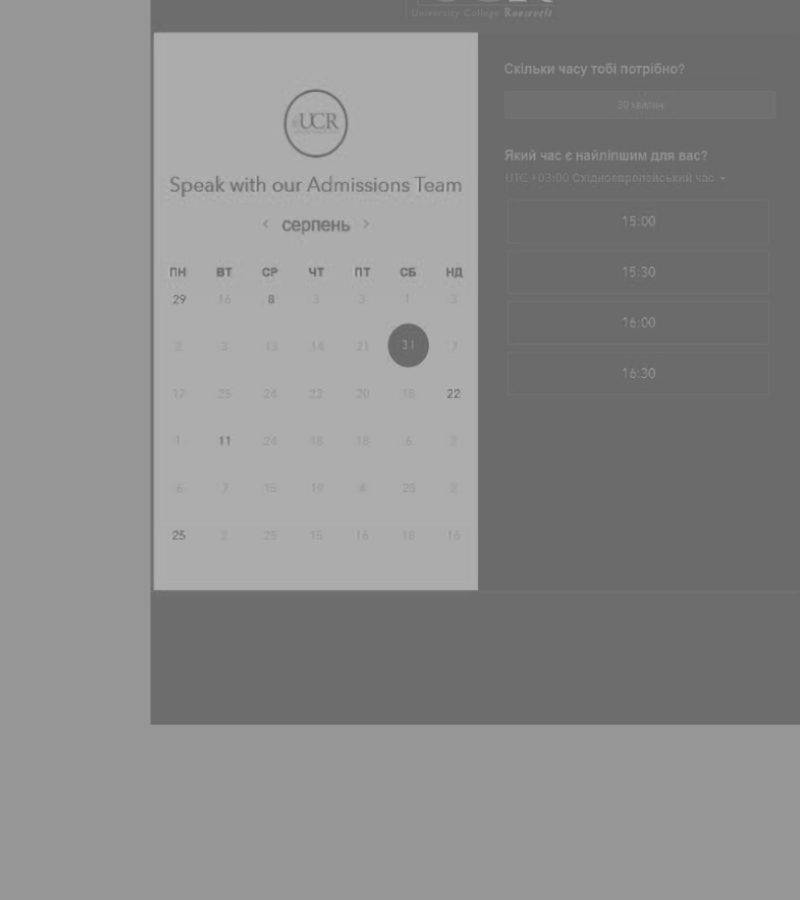 University College Roosevelt
UCR
Speak with our Admissions Team
‹ серпень ›
ПН ВТ СР ЧТ ПТ СБ НД
29 16 8 3 3 1 3
2 3 13 14 21 31 7
17 25 24 22 20 18 22
1 11 24 18 18 6 2
6 7 15 19 4 25 2
25 2 25 15 16 18 16
Скільки часу тобі потрібно?
30 хвилин
Який час є найліпшим для вас?
UTC +03:00 Східноєвропейський час
15:00
15:30
16:00
16:30